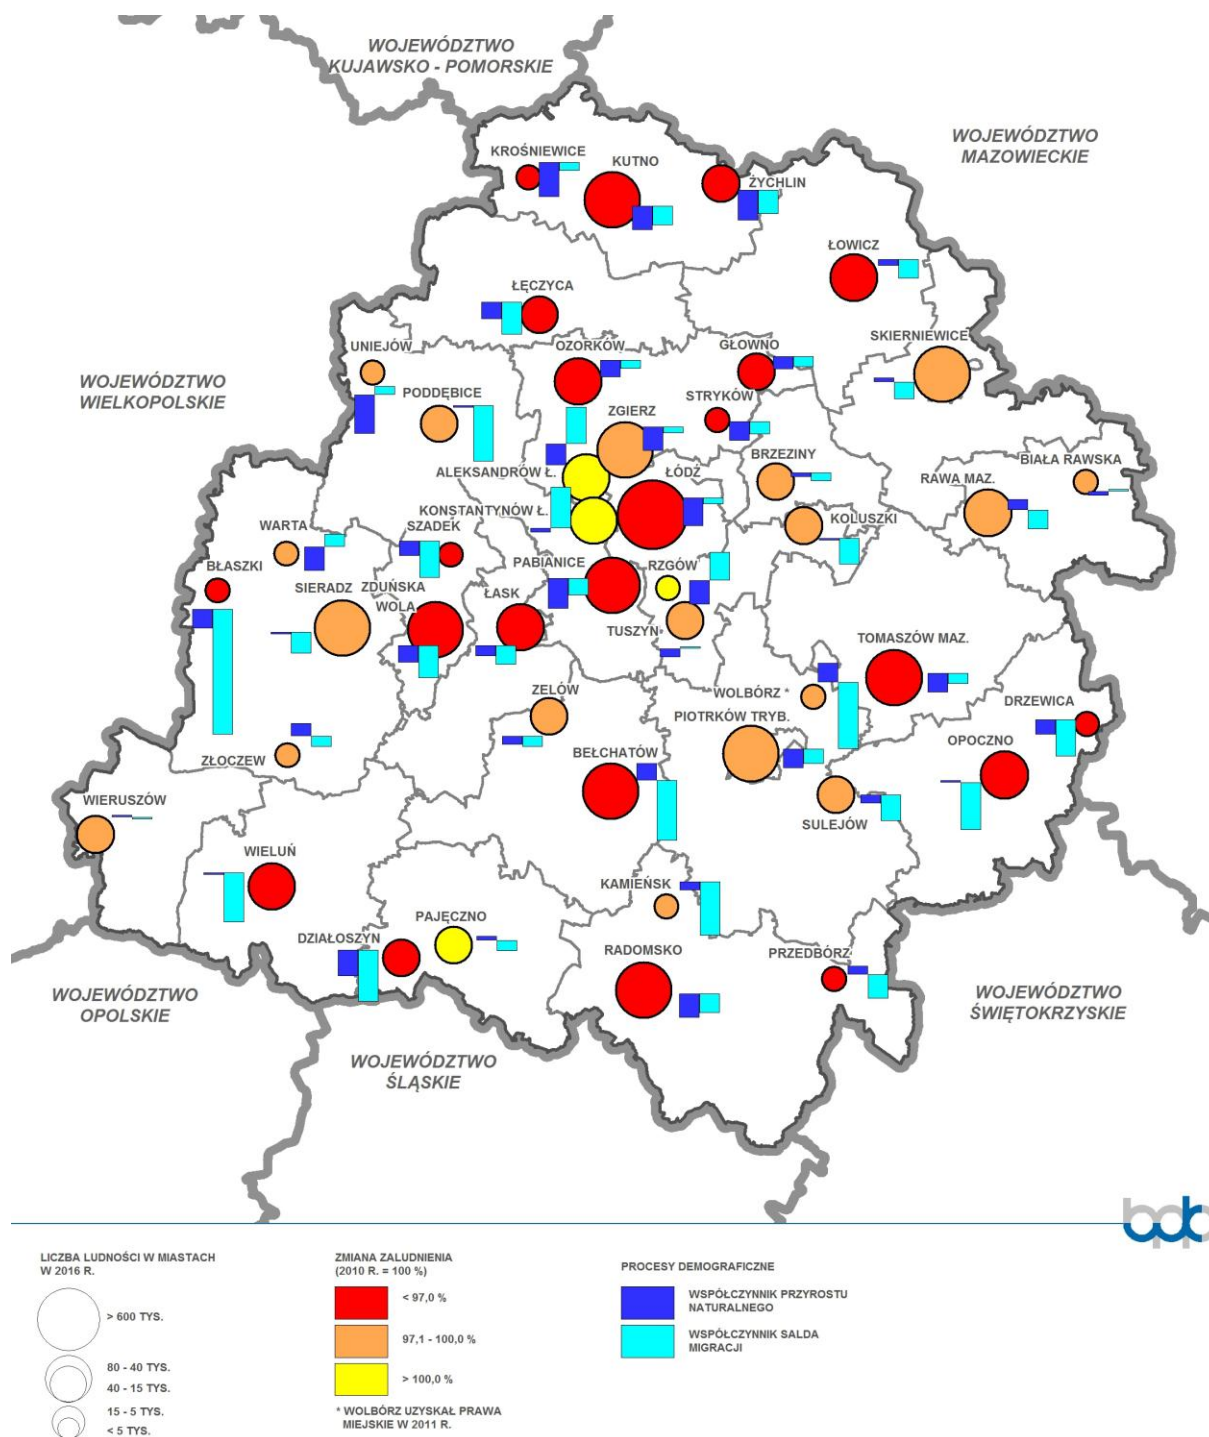 WOJEWÓDZTWO
KUJAWSKO - POMORSKIE
WOJEWÓDZTWO
MAZOWIECKIE
KROŚNIEWICE
KUTNO
ŻYCHLIN
ŁOWICZ
ŁĘCZYCA
SKIERNIEWICE
UNIEJÓW
OZORKÓW
GŁOWNO
WOJEWÓDZTWO
WIELKOPOLSKIE
PODDĘBICE
STRYKÓW
ZGIERZ
BRZEZINY
BIAŁA RAWSKA
ALEKSANDRÓW Ł.
ŁÓDŹ
RAWA MAZ.
KONSTANTYNÓW Ł.
KOLUSZKI
WARTA
SZADEK
BŁASZKI
PABIANICE
RZGÓW
SIERADZ
ZDUŃSKA
WOLA
ŁASK
TUSZYN
TOMASZÓW MAZ.
ZELÓW
WOLBÓRZ *
DRZEWICA
PIOTRKÓW TRYB.
OPOCZNO
ZŁOCZEW
BEŁCHATÓW
WIERUSZÓW
SULEJÓW
WIELUŃ
KAMIEŃSK
PAJĘCZNO
DZIAŁOSZYN
RADOMSKO
PRZEDBÓRZ
WOJEWÓDZTWO
OPOLSKIE
WOJEWÓDZTWO
ŚWIĘTOKRZYSKIE
WOJEWÓDZTWO
ŚLĄSKIE
bpp
LICZBA LUDNOŚCI W MIASTACH
W 2016 R.
> 600 TYS.
80 - 40 TYS.
40 - 15 TYS.
15 - 5 TYS.
< 5 TYS.
ZMIANA ZALUDNIENIA
(2010 R. = 100 %)
< 97,0 %
97,1 - 100,0 %
> 100,0 %
* WOLBÓRZ UZYSKAŁ PRAWA
MIEJSKIE W 2011 R.
PROCESY DEMOGRAFICZNE
WSPÓŁCZYNNIK PRZYROSTU
NATURALNEGO
WSPÓŁCZYNNIK SALDA
MIGRACJI